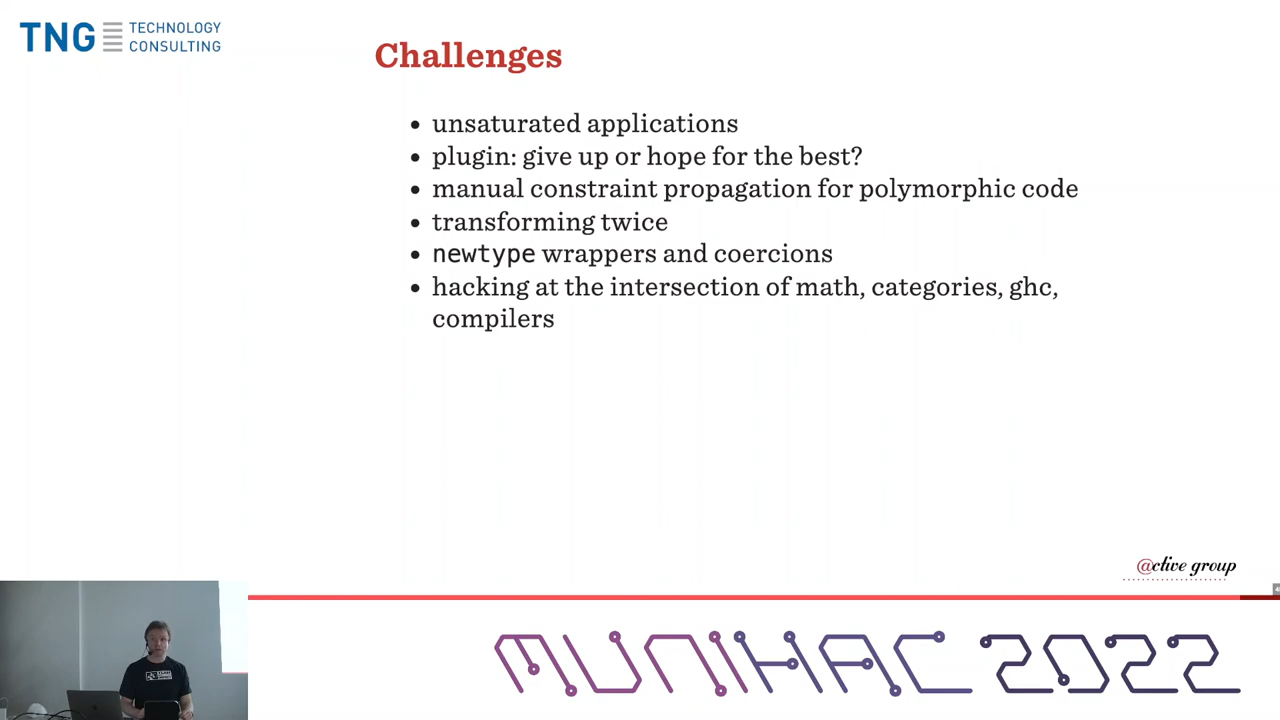 TNG TECHNOLOGY
CONSULTING
Challenges
• unsaturated applications
• plugin: give up or hope for the best?
• manual constraint propagation for polymorphic code
• transforming twice
• newtype wrappers and coercions
• hacking at the intersection of math, categories, ghc,
compilers
@ctive group
MUNIHAC 2022